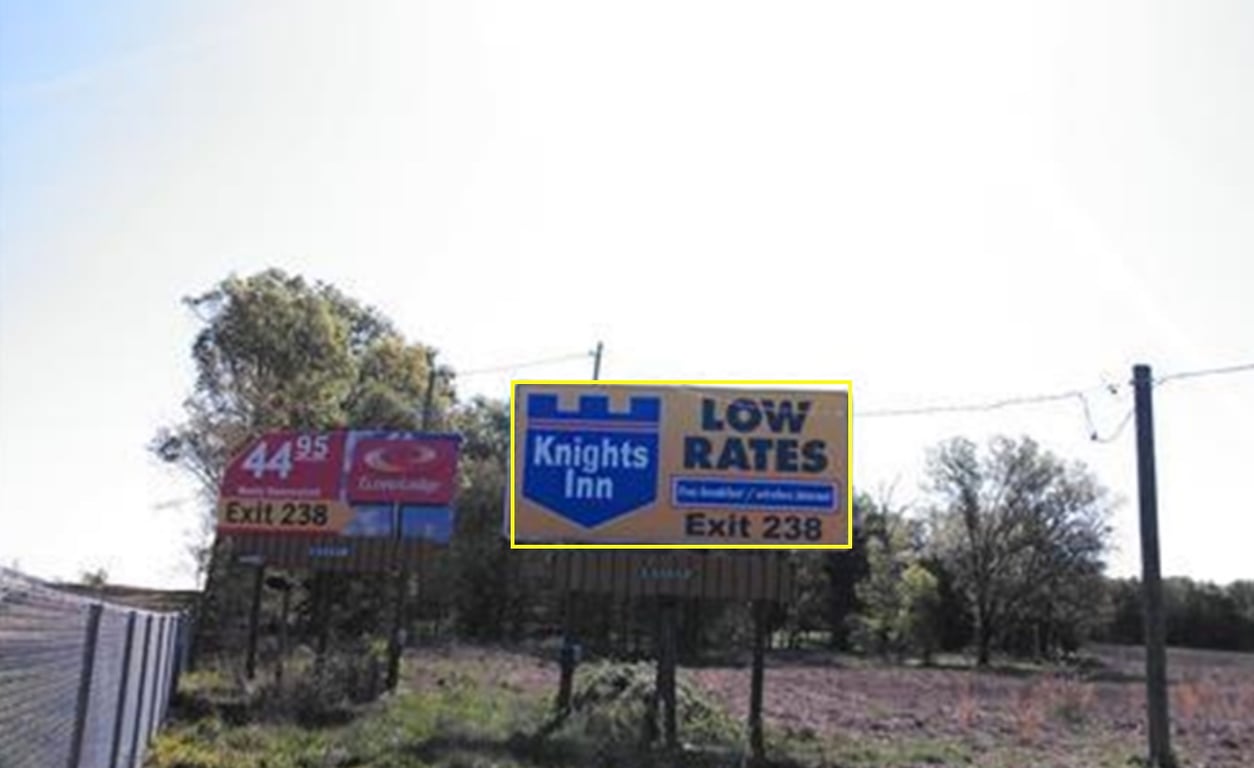 44 95
Exit 238
Knights
Inn
LOW
RATES
free breakfast / wireless internet
Exit 238